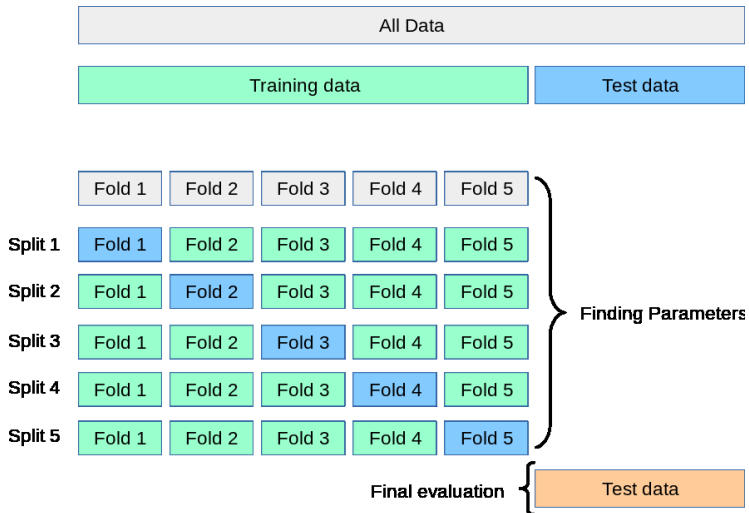 All Data
Training data Test data
Fold 1 Fold 2 Fold 3 Fold 4 Fold 5
Split 1 Fold 1 Fold 2 Fold 3 Fold 4 Fold 5
Split 2 Fold 1 Fold 2 Fold 3 Fold 4 Fold 5
Finding Parameters
Split 3 Fold 1 Fold 2 Fold 3 Fold 4 Fold 5
Split 4 Fold 1 Fold 2 Fold 3 Fold 4 Fold 5
Split 5 Fold 1 Fold 2 Fold 3 Fold 4 Fold 5
Final evaluation Test data